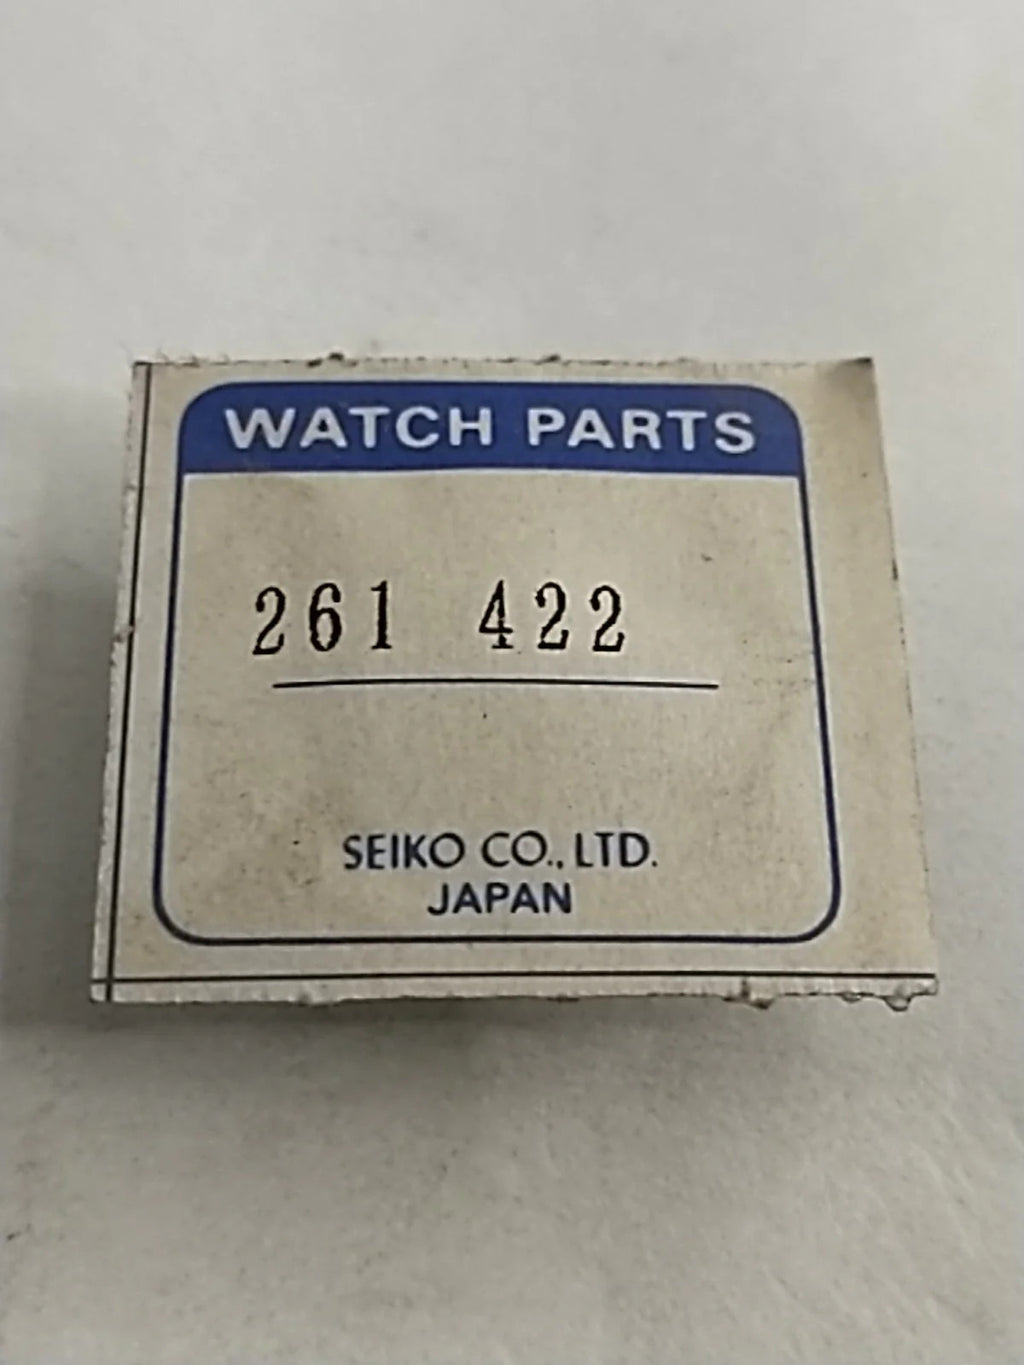 WATCH PARTS
261 422
SEIKO CO., LTD.
JAPAN